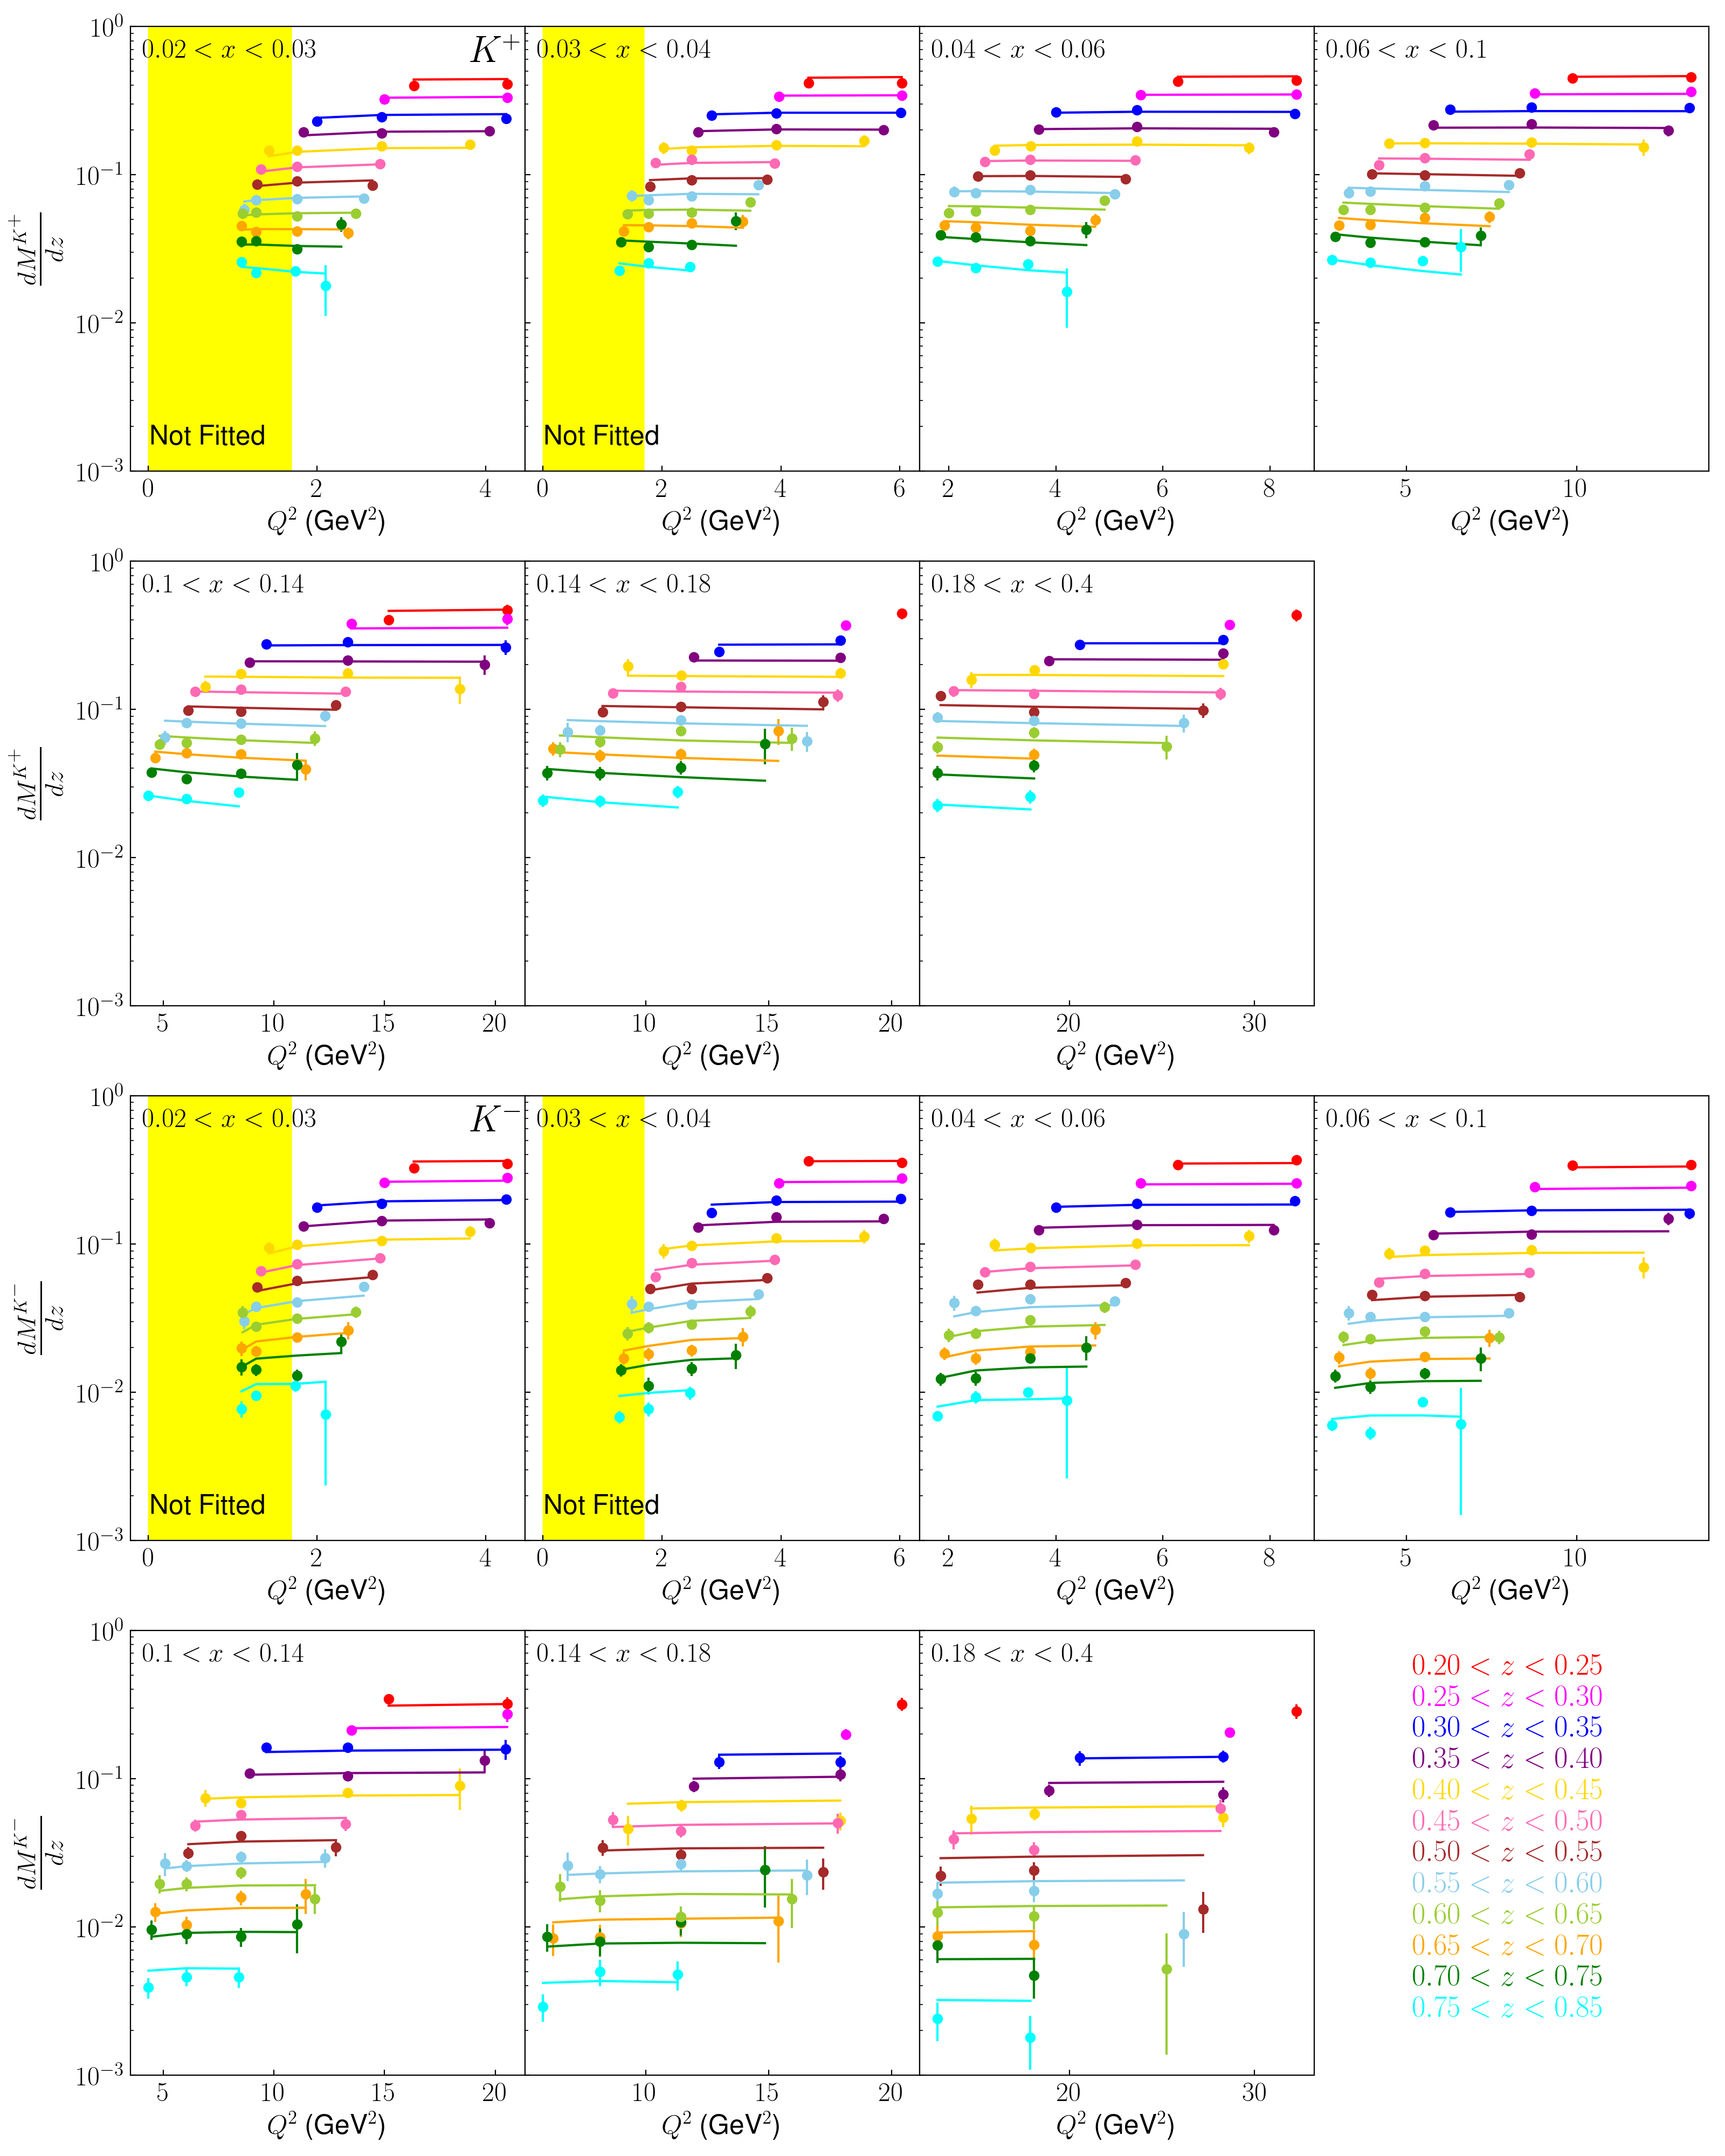 10^0
10^-1
10^-2
10^-3
dM^{K^+}/dz
0.02 < x < 0.03
K^+
0.03 < x < 0.04
0.04 < x < 0.06
0.06 < x < 0.1
Not Fitted
Not Fitted
0 2 4
0 2 4 6
2 4 6 8
5 10
Q^2 (GeV^2)
Q^2 (GeV^2)
Q^2 (GeV^2)
Q^2 (GeV^2)
10^0
10^-1
10^-2
10^-3
dM^{K^+}/dz
0.1 < x < 0.14
0.14 < x < 0.18
0.18 < x < 0.4
5 10 15 20
10 15 20
20 30
Q^2 (GeV^2)
Q^2 (GeV^2)
Q^2 (GeV^2)
10^0
10^-1
10^-2
10^-3
dM^{K^-}/dz
0.02 < x < 0.03
K^-
0.03 < x < 0.04
0.04 < x < 0.06
0.06 < x < 0.1
Not Fitted
Not Fitted
0 2 4
0 2 4 6
2 4 6 8
5 10
Q^2 (GeV^2)
Q^2 (GeV^2)
Q^2 (GeV^2)
Q^2 (GeV^2)
10^0
10^-1
10^-2
10^-3
dM^{K^-}/dz
0.1 < x < 0.14
0.14 < x < 0.18
0.18 < x < 0.4
5 10 15 20
10 15 20
20 30
Q^2 (GeV^2)
Q^2 (GeV^2)
Q^2 (GeV^2)
0.20 < z < 0.25
0.25 < z < 0.30
0.30 < z < 0.35
0.35 < z < 0.40
0.40 < z < 0.45
0.45 < z < 0.50
0.50 < z < 0.55
0.55 < z < 0.60
0.60 < z < 0.65
0.65 < z < 0.70
0.70 < z < 0.75
0.75 < z < 0.85